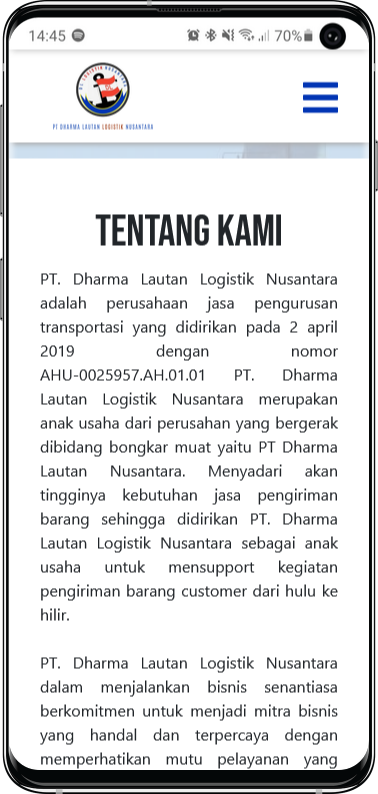 14:45
70%
PT DHARMA LAUTAN LOGISTIK NUSANTARA
TENTANG KAMI
PT. Dharma Lautan Logistik Nusantara
adalah perusahaan jasa pengurusan
transportasi yang didirikan pada 2 april
2019 dengan nomor
AHU-0025957.AH.01.01 PT. Dharma
Lautan Logistik Nusantara merupakan
anak usaha dari perusahan yang bergerak
dibidang bongkar muat yaitu PT Dharma
Lautan Nusantara. Menyadari akan
tingginya kebutuhan jasa pengiriman
barang sehingga didirikan PT. Dharma
Lautan Logistik Nusantara sebagai anak
usaha untuk mensupport kegiatan
pengiriman barang customer dari hulu ke
hilir.
PT. Dharma Lautan Logistik Nusantara
dalam menjalankan bisnis senantiasa
berkomitmen untuk menjadi mitra bisnis
yang handal dan terpercaya dengan
memperhatikan mutu pelayanan yang